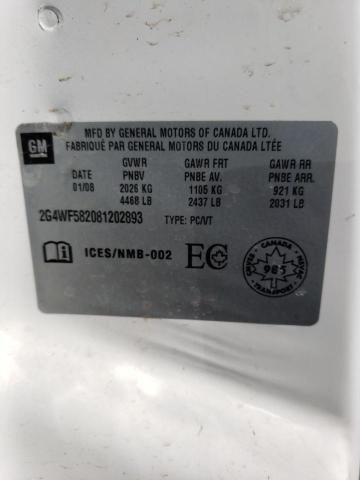 GM
MFD BY GENERAL MOTORS OF CANADA LTD.
FABRIQUÉ PAR GENERAL MOTORS DU CANADA LTÉE
GVWR GAWR FRT GAWR RR
DATE PNBV PNBE AV. PNBE ARR.
01/08 2026 KG 1105 KG 921 KG
4468 LB 2437 LB 2031 LB
2G4WF582081202893 TYPE: PC/VT
ICES/NMB-002 EC
CANADA
985
TRANSPORT